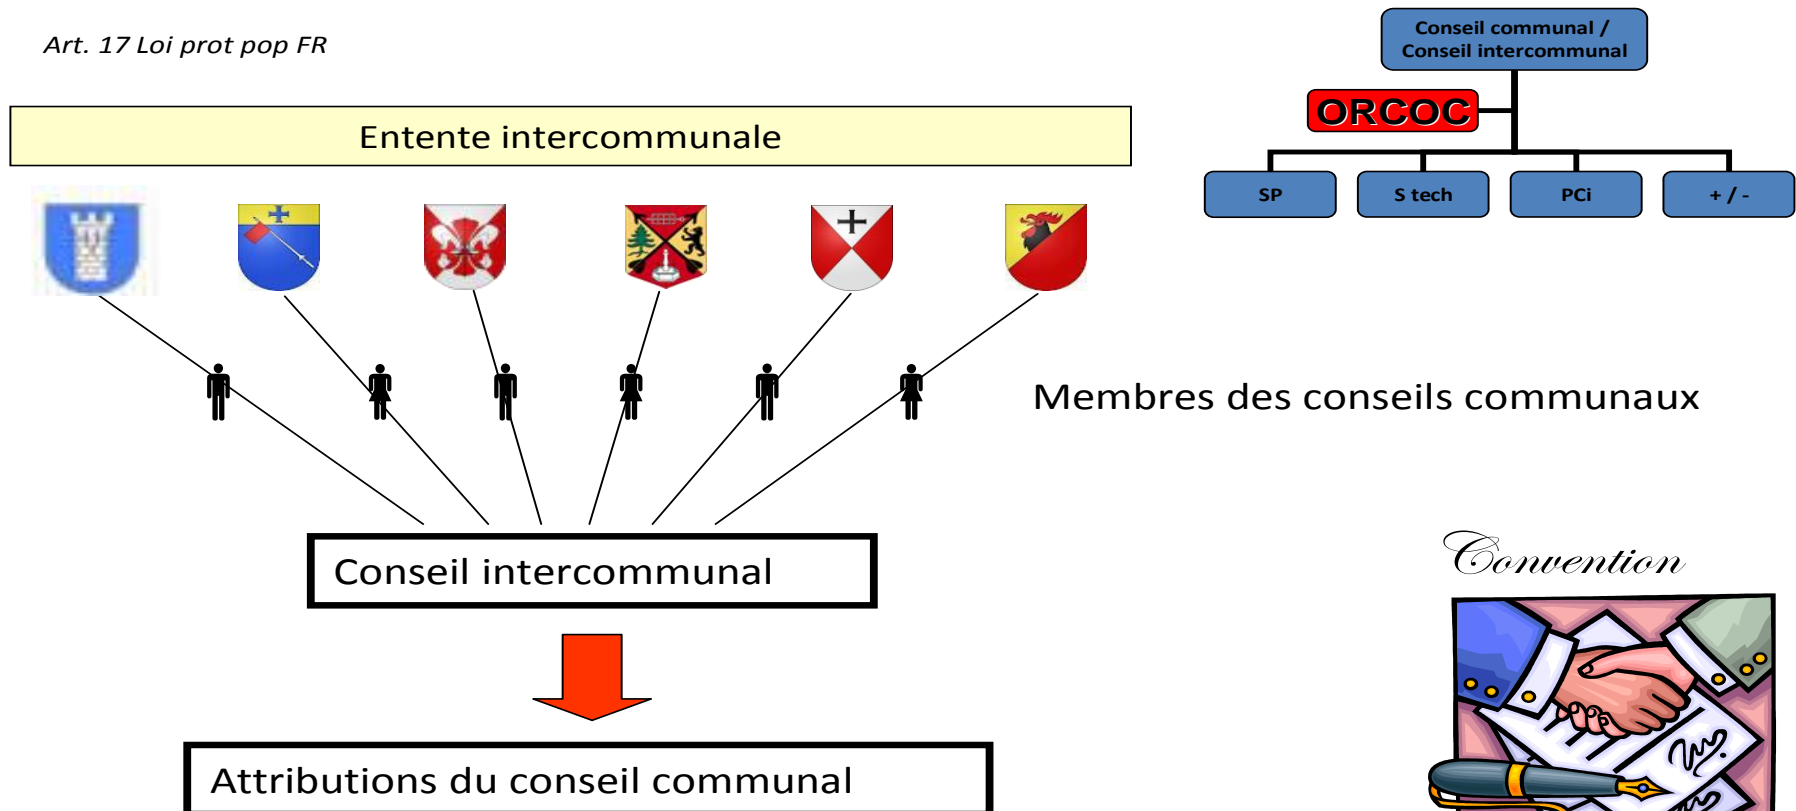 Art. 17 Loi prot pop FR
Conseil communal /
Conseil intercommunal
ORCOC
SP
S tech
PCi
+ / -
Entente intercommunale
Membres des conseils communaux
Conseil intercommunal
Convention
Attributions du conseil communal